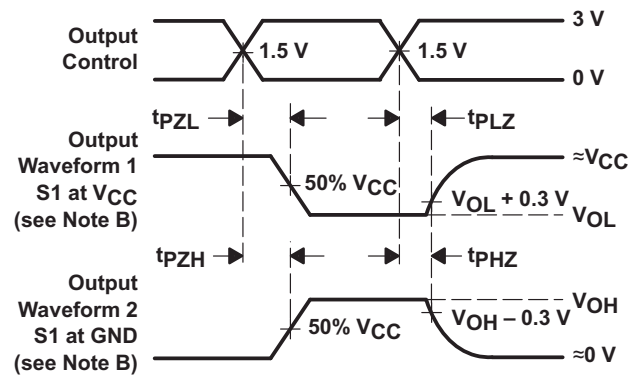 Output
Control
3 V
1.5 V
1.5 V
0 V
tPZL
tPLZ
Output
Waveform 1
S1 at VCC
(see Note B)
≈VCC
50% VCC
VOL + 0.3 V
VOL
tPZH
tPHZ
Output
Waveform 2
S1 at GND
(see Note B)
VOH
50% VCC
VOH – 0.3 V
≈0 V